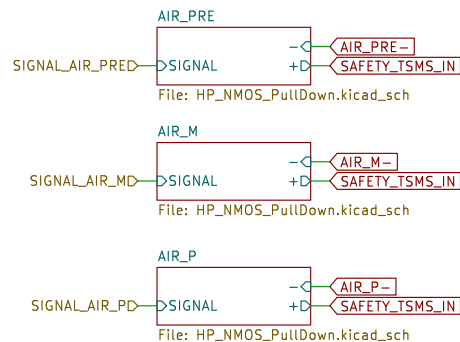 AIR_PRE
- AIR_PRE-
SIGNAL_AIR_PRE SIGNAL + SAFETY_TSMS_IN
File: HP_NMOS_PullDown.kicad_sch
AIR_M
- AIR_M-
SIGNAL_AIR_M SIGNAL + SAFETY_TSMS_IN
File: HP_NMOS_PullDown.kicad_sch
AIR_P
- AIR_P-
SIGNAL_AIR_P SIGNAL + SAFETY_TSMS_IN
File: HP_NMOS_PullDown.kicad_sch